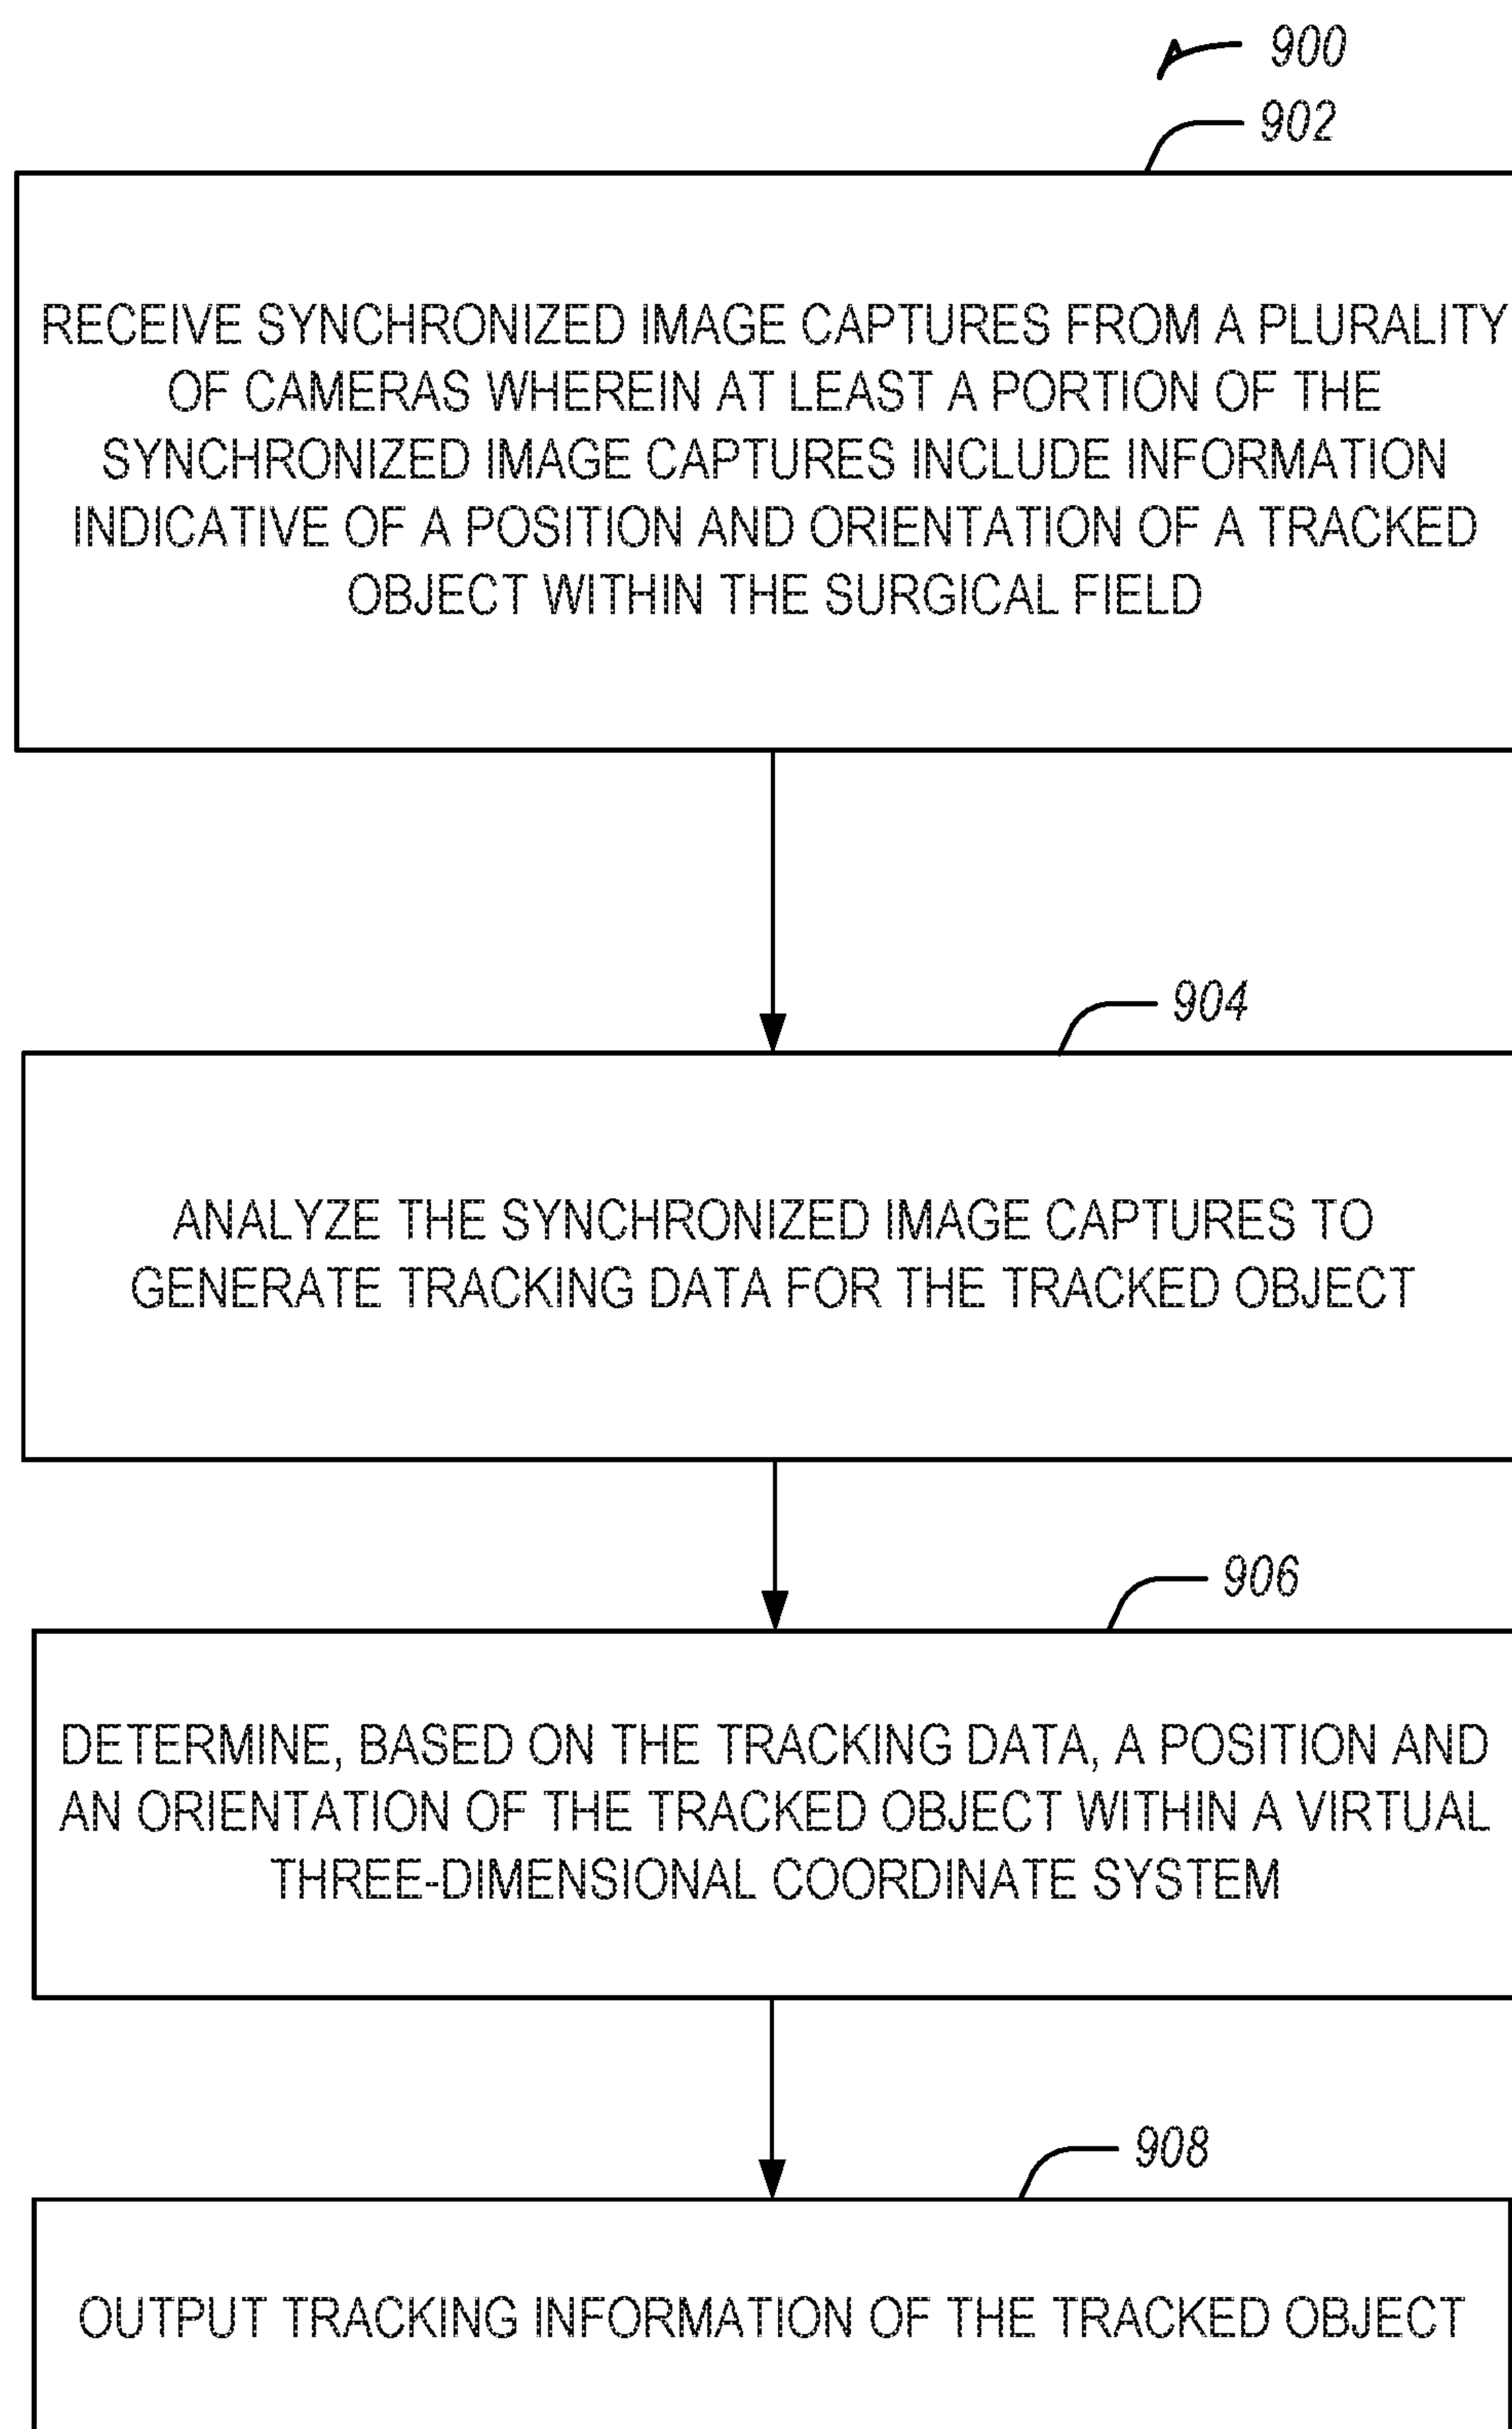 900
902
RECEIVE SYNCHRONIZED IMAGE CAPTURES FROM A PLURALITY
OF CAMERAS WHEREIN AT LEAST A PORTION OF THE
SYNCHRONIZED IMAGE CAPTURES INCLUDE INFORMATION
INDICATIVE OF A POSITION AND ORIENTATION OF A TRACKED
OBJECT WITHIN THE SURGICAL FIELD
904
ANALYZE THE SYNCHRONIZED IMAGE CAPTURES TO
GENERATE TRACKING DATA FOR THE TRACKED OBJECT
906
DETERMINE, BASED ON THE TRACKING DATA, A POSITION AND
AN ORIENTATION OF THE TRACKED OBJECT WITHIN A VIRTUAL
THREE-DIMENSIONAL COORDINATE SYSTEM
908
OUTPUT TRACKING INFORMATION OF THE TRACKED OBJECT